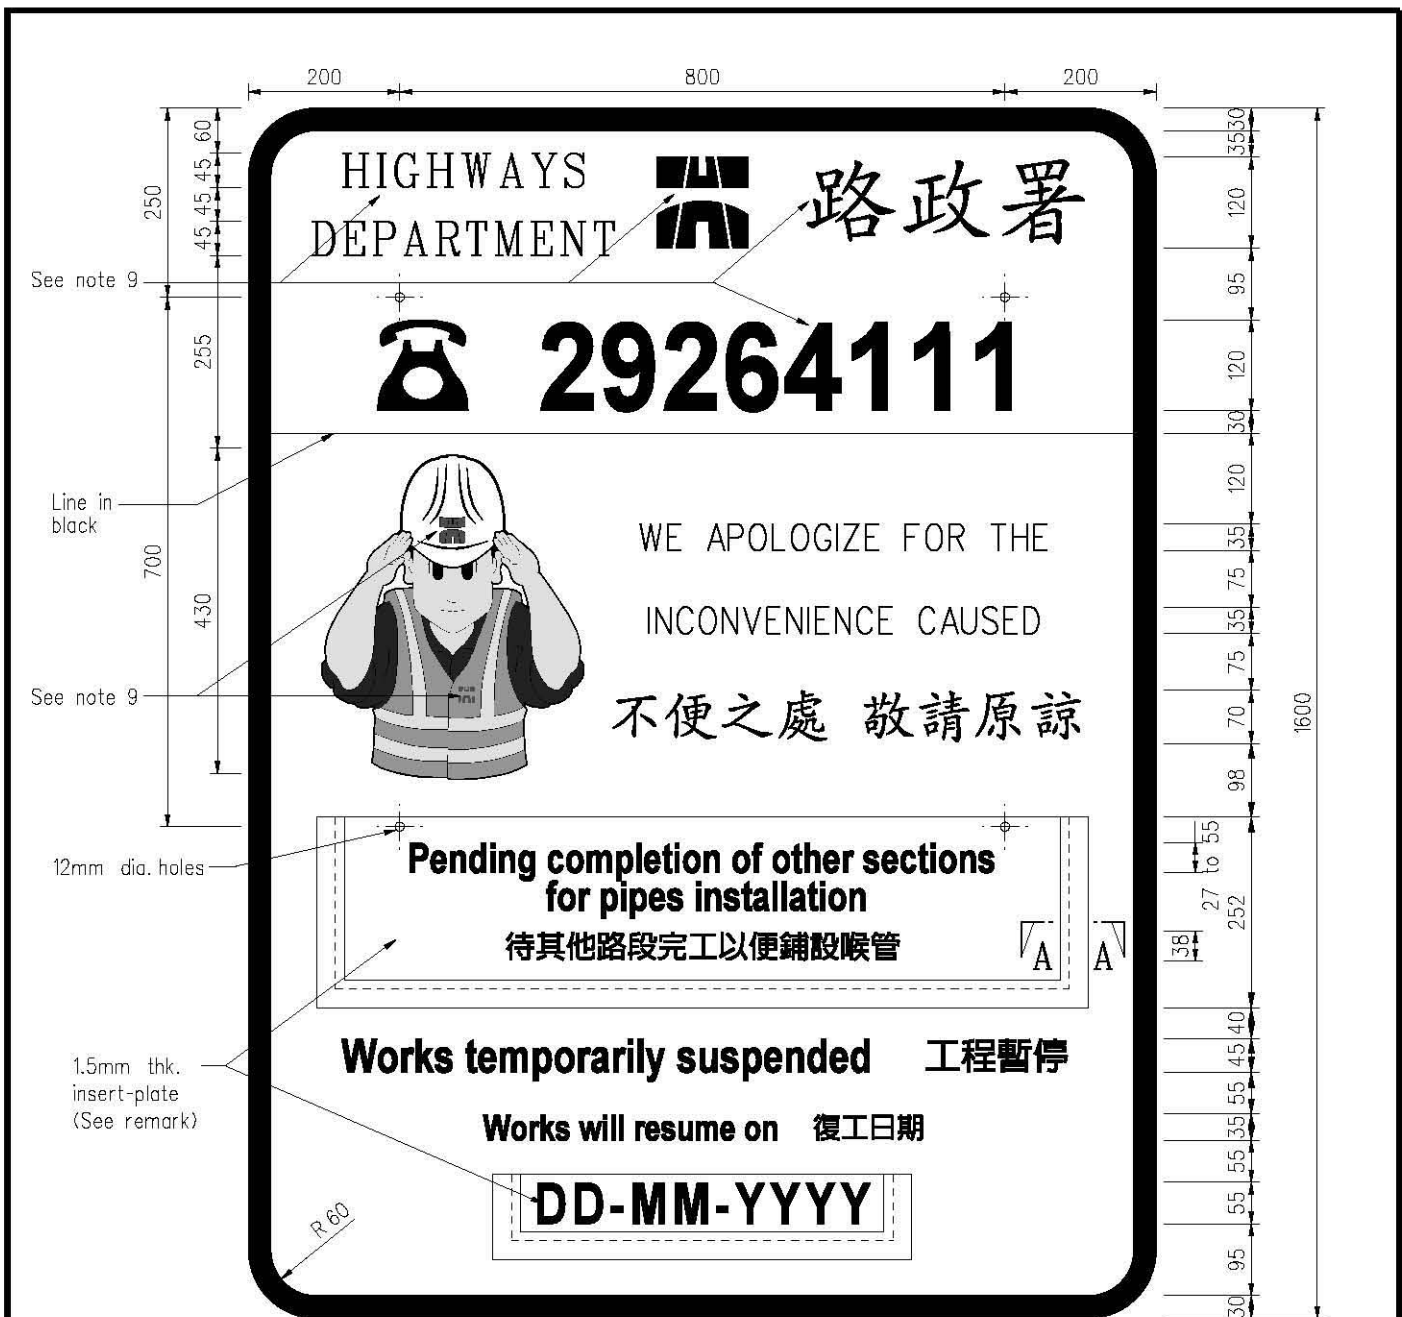 200 800 200
HIGHWAYS
DEPARTMENT
路政署
See note 9
29264111
Line in
black
WE APOLOGIZE FOR THE
INCONVENIENCE CAUSED
See note 9
不便之處 敬請原諒
12mm dia. holes
Pending completion of other sections
for pipes installation
待其他路段完工以便鋪設喉管
A A
1.5mm thk.
insert-plate
(See remark)
Works temporarily suspended 工程暫停
Works will resume on 復工日期
DD-MM-YYYY
R 60
60
45
45
45
255
430
250
700
30
35
120
95
120
30
120
35
75
35
75
70
98
252
40
45
55
35
55
55
95
30
27 to 55
38
1600